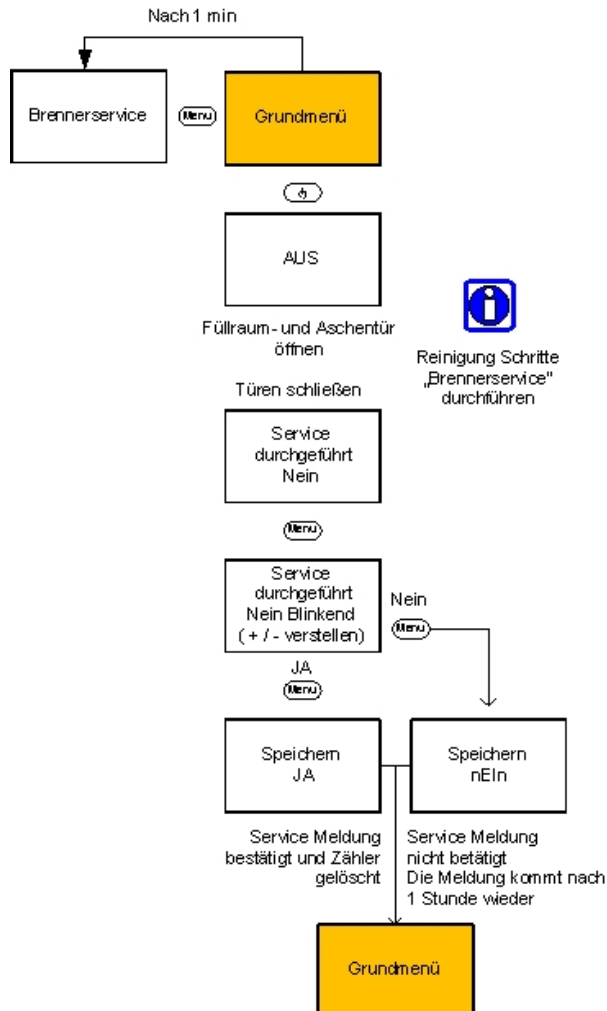 Nach 1 min
Brennerservice
Menu
Grundmenü
AUS
Füllraum- und Aschentür
öffnen
Reinigung Schritte
„Brennerservice"
durchführen
Türen schließen
Service
durchgeführt
Nein
Menu
Service
durchgeführt
Nein Blinkend
( + / - verstellen)
Nein
Menu
JA
Menu
Speichern
JA
Speichern
nEIn
Service Meldung
bestätigt und Zähler
gelöscht
Service Meldung
nicht betätigt
Die Meldung kommt nach
1 Stunde wieder
Grundmenü